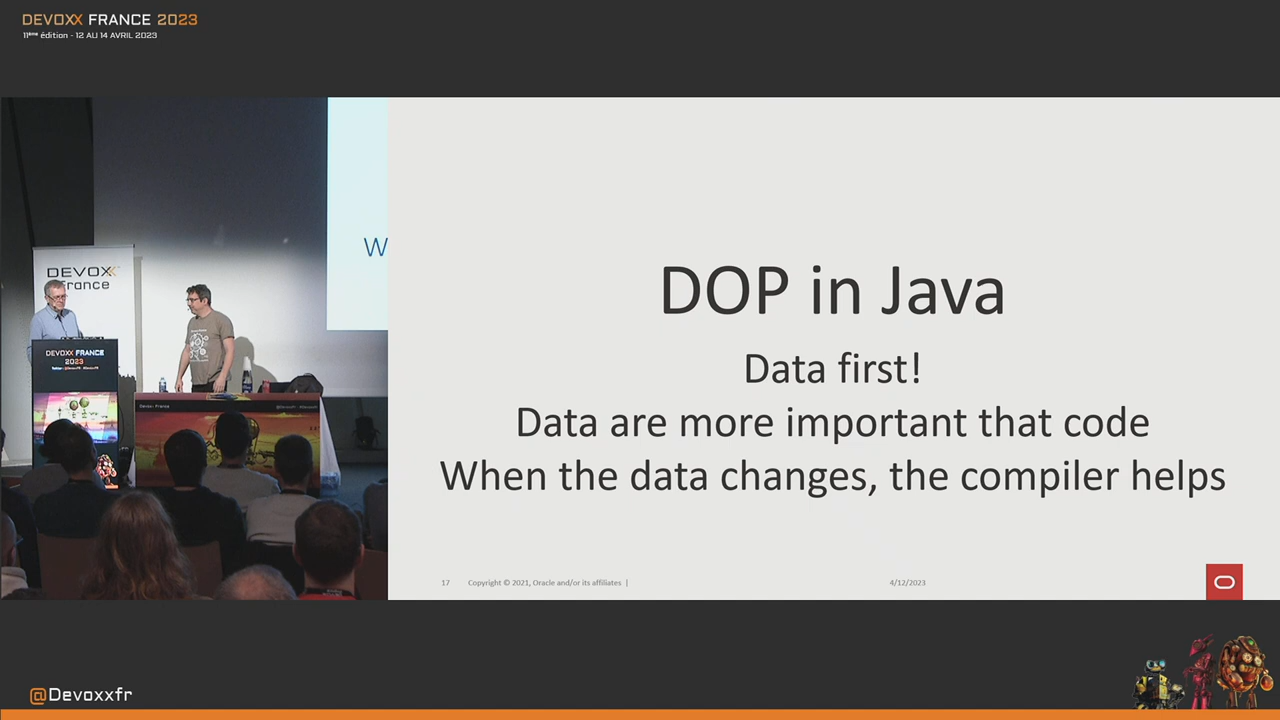 DEVOXX FRANCE 2023
11ème édition - 12 AU 14 AVRIL 2023
W
DEVOXX
France
DEVOXX FRANCE
2023
Devoxx France
DOP in Java
Data first!
Data are more important that code
When the data changes, the compiler helps
17 Copyright © 2021, Oracle and/or its affiliates | 4/12/2023
@Devoxxfr